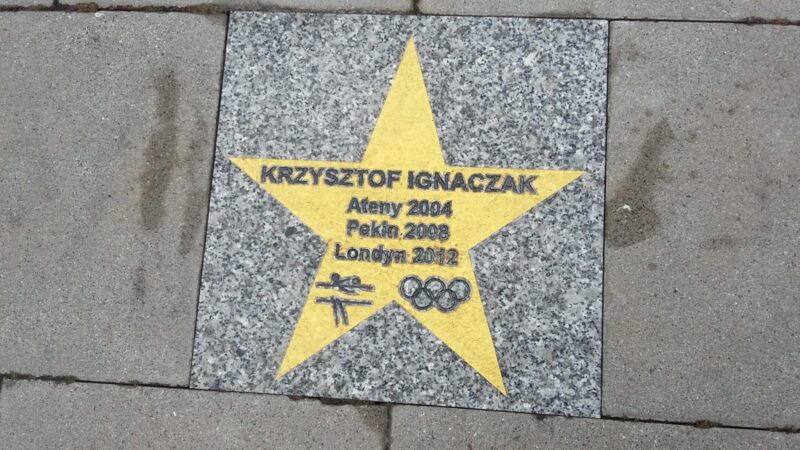 KRZYSZTOF IGNACZAK
Ateny 2004
Pekin 2008
Londyn 2012